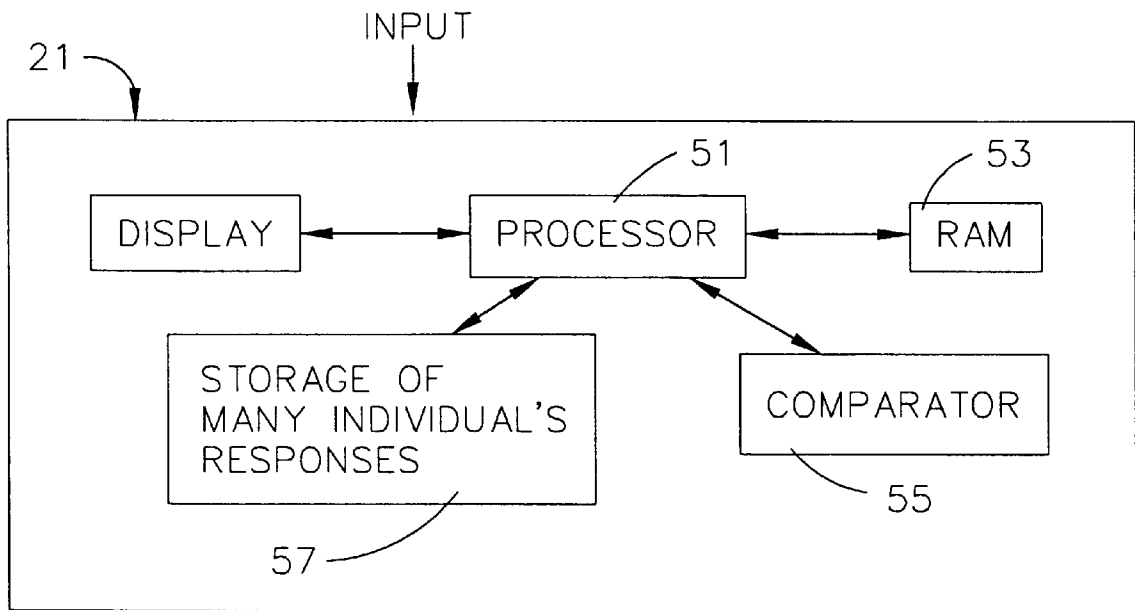 INPUT
21
51
53
DISPLAY
PROCESSOR
RAM
STORAGE OF
MANY INDIVIDUAL'S
RESPONSES
COMPARATOR
55
57